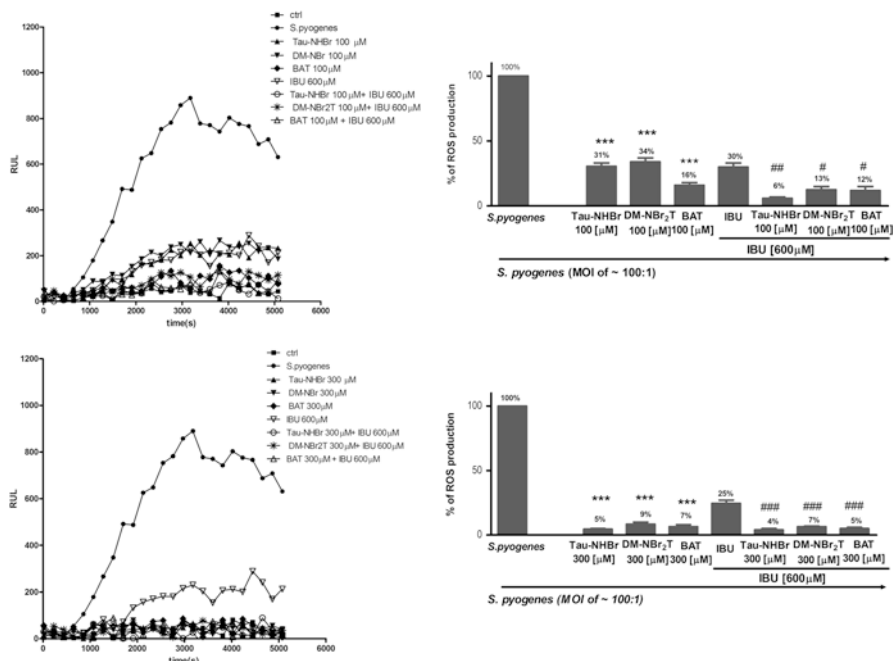 1200
1000
800
600
400
200
0
RUL
0 1000 2000 3000 4000 5000 6000
time(s)
ctrl
S.pyogenes
Tau-NHBr 100 µM
DM-NBr 100µM
BAT 100µM
IBU 600µM
Tau-NHBr 100µM+ IBU 600µM
DM-NBr2T 100µM+ IBU 600µM
BAT 100µM + IBU 600µM
% of ROS production
100
50
0
100%
31%
34%
16%
30%
6%
13%
12%
***
***
***
##
#
#
S.pyogenes
Tau-NHBr DM-NBr₂T BAT IBU Tau-NHBr DM-NBr₂T BAT
100 [µM] 100 [µM] 100 [µM] 100 [µM] 100 [µM] 100 [µM]
IBU [600µM]
S. pyogenes (MOI of ~ 100:1)
1200
1000
800
600
400
200
0
RUL
0 1000 2000 3000 4000 5000 6000
time(s)
ctrl
S.pyogenes
Tau-NHBr 300 µM
DM-NBr 300µM
BAT 300µM
IBU 600µM
Tau-NHBr 300µM+ IBU 600µM
DM-NBr2T 300µM+ IBU 600µM
BAT 300µM + IBU 600µM
% of ROS production
100
50
0
100%
5%
9%
7%
25%
4%
7%
5%
***
***
***
###
###
###
S.pyogenes
Tau-NHBr DM-NBr₂T BAT IBU Tau-NHBr DM-NBr₂T BAT
300 [µM] 300 [µM] 300 [µM] 300 [µM] 300 [µM] 300 [µM]
IBU [600µM]
S. pyogenes (MOI of ~ 100:1)